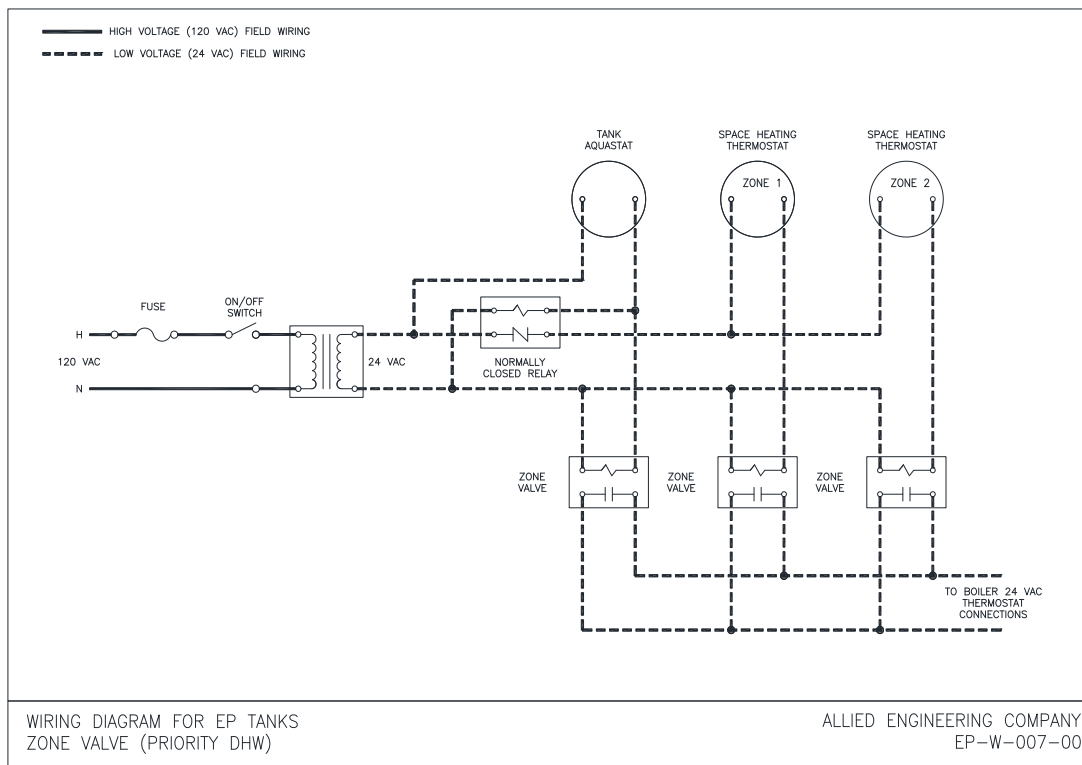 HIGH VOLTAGE (120 VAC) FIELD WIRING
LOW VOLTAGE (24 VAC) FIELD WIRING
TANK
AQUASTAT
SPACE HEATING
THERMOSTAT
SPACE HEATING
THERMOSTAT
ZONE 1
ZONE 2
FUSE
ON/OFF
SWITCH
H
120 VAC
N
24 VAC
NORMALLY
CLOSED RELAY
ZONE
VALVE
ZONE
VALVE
ZONE
VALVE
TO BOILER 24 VAC
THERMOSTAT
CONNECTIONS
WIRING DIAGRAM FOR EP TANKS
ZONE VALVE (PRIORITY DHW)
ALLIED ENGINEERING COMPANY
EP-W-007-00